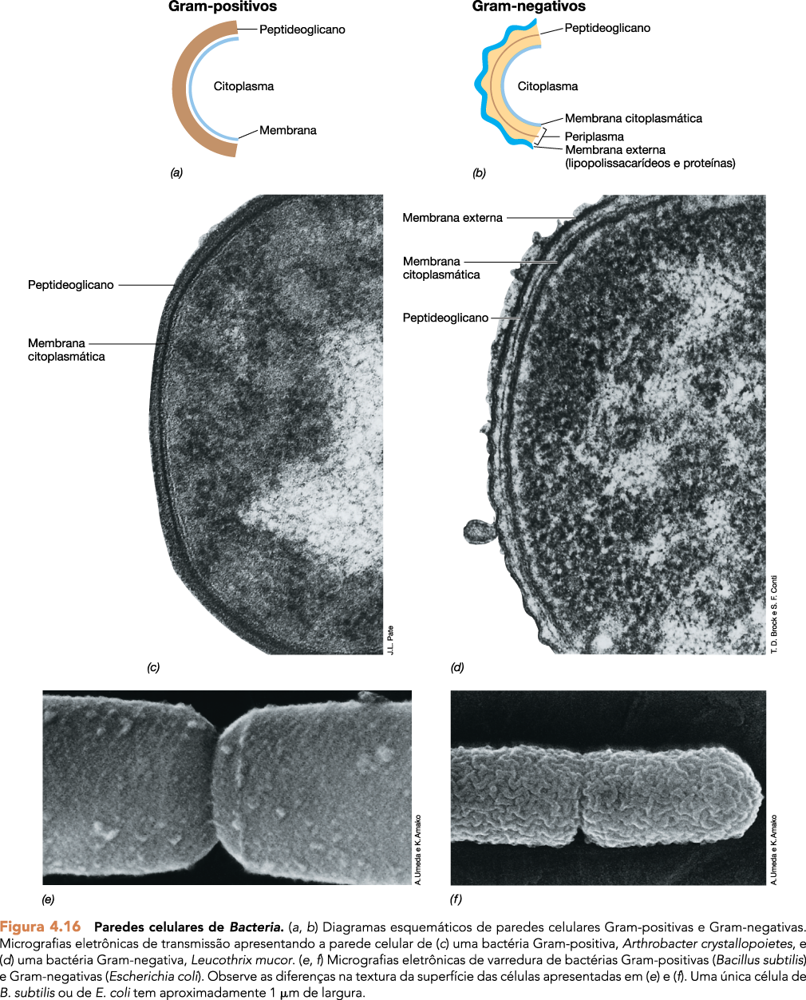 Gram-positivos
Peptideoglicano
Citoplasma
Membrana
(a)
Gram-negativos
Peptideoglicano
Citoplasma
Membrana citoplasmática
Periplasma
Membrana externa
(lipopolissacarídeos e proteínas)
(b)
Peptideoglicano
Membrana
citoplasmática
J.L. Pate
(c)
Membrana externa
Membrana
citoplasmática
Peptideoglicano
T. D. Brock e S. F. Conti
(d)
A. Umeda e K. Amako
(e)
A. Umeda e K. Amako
(f)
Figura 4.16 Paredes celulares de Bacteria. (a, b) Diagramas esquemáticos de paredes celulares Gram-positivas e Gram-negativas.
Micrografias eletrônicas de transmissão apresentando a parede celular de (c) uma bactéria Gram-positiva, Arthrobacter crystallopoietes, e
(d) uma bactéria Gram-negativa, Leucothrix mucor. (e, f) Micrografias eletrônicas de varredura de bactérias Gram-positivas (Bacillus subtilis)
e Gram-negativas (Escherichia coli). Observe as diferenças na textura da superfície das células apresentadas em (e) e (f). Uma única célula de
B. subtilis ou de E. coli tem aproximadamente 1 μm de largura.